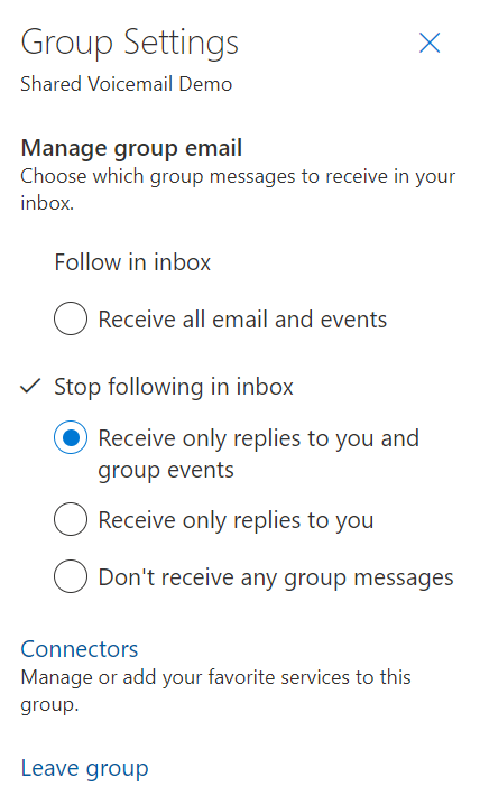 Group Settings
Shared Voicemail Demo
Manage group email
Choose which group messages to receive in your
inbox.
Follow in inbox
Receive all email and events
Stop following in inbox
Receive only replies to you and
group events
Receive only replies to you
Don't receive any group messages
Connectors
Manage or add your favorite services to this
group.
Leave group